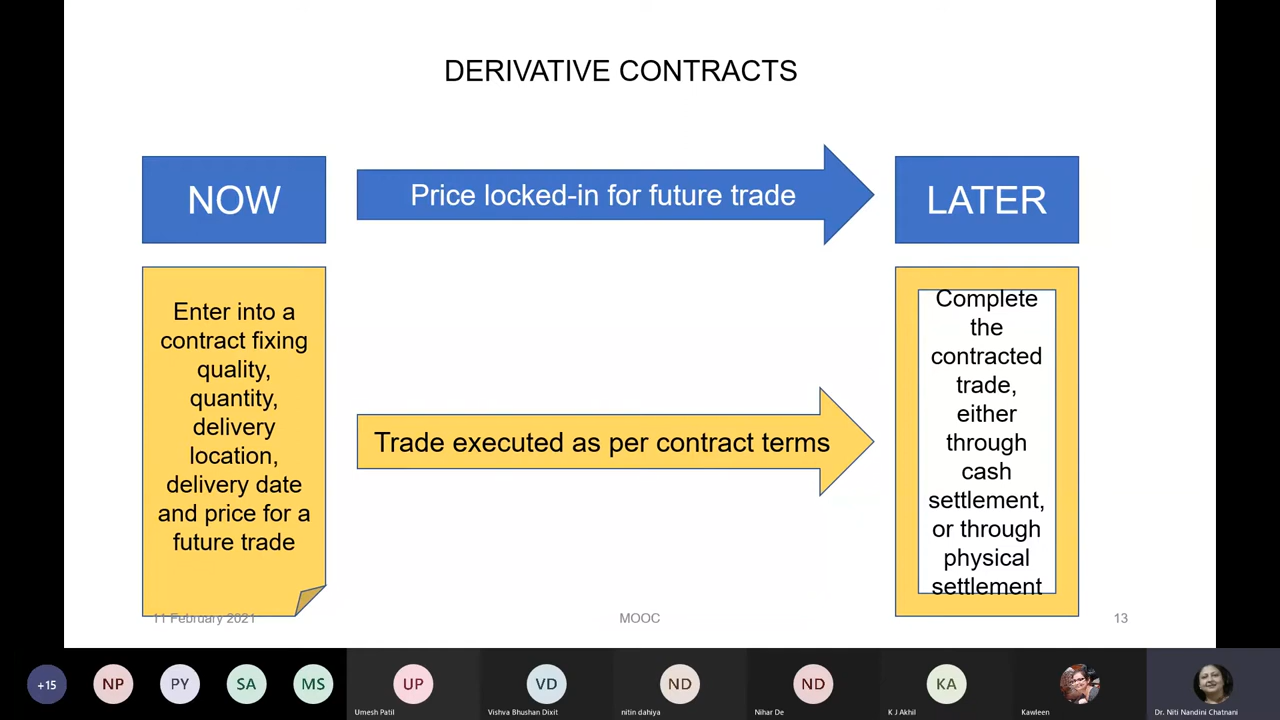 DERIVATIVE CONTRACTS
NOW
Price locked-in for future trade
LATER
Enter into a
contract fixing
quality,
quantity,
delivery
location,
delivery date
and price for a
future trade
Trade executed as per contract terms
Complete
the
contracted
trade,
either
through
cash
settlement,
or through
physical
settlement
11 February 2021
MOOC
13
+15
NP
PY
SA
MS
UP
VD
ND
ND
KA
Umesh Patil
Vishva Bhushan Dixit
nitin dahiya
Nihar De
K J Akhil
Kawleen
Dr. Niti Nandini Chatnani